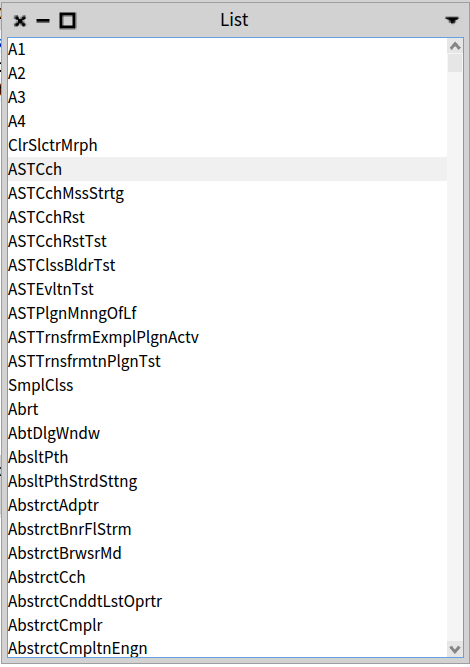 List
A1
A2
A3
A4
ClrSlctrMrph
ASTCch
ASTCchMssStrtg
ASTCchRst
ASTCchRstTst
ASTClssBldrTst
ASTEvltnTst
ASTPlgnMnngOfLf
ASTTrnsfrmExmplPlgnActv
ASTTrnsfrmtnPlgnTst
SmplClss
Abrt
AbtDlgWndw
AbsltPth
AbsltPthStrdSttng
AbstrctAdptr
AbstrctBnrFlStrm
AbstrctBrwsrMd
AbstrctCch
AbstrctCnddtLstOprtr
AbstrctCmplr
AbstrctCmpltnEngn